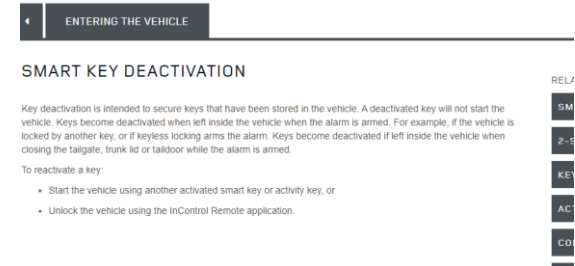 ENTERING THE VEHICLE
SMART KEY DEACTIVATION
RELA
Key deactivation is intended to secure keys that have been stored in the vehicle. A deactivated key will not start the
vehicle. Keys become deactivated when left inside the vehicle when the alarm is armed. For example, if the vehicle is
locked by another key, or if keyless locking arms the alarm. Keys become deactivated if left inside the vehicle when
closing the tailgate, trunk lid or taildoor while the alarm is armed.
To reactivate a key:
• Start the vehicle using another activated smart key or activity key, or
• Unlock the vehicle using the InControl Remote application.
SM
2-S
KEY
ACT